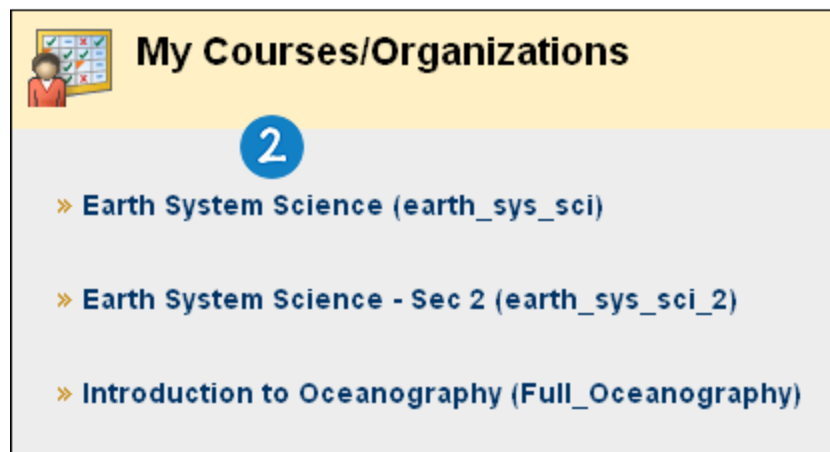 My Courses/Organizations
2
» Earth System Science (earth_sys_sci)
» Earth System Science - Sec 2 (earth_sys_sci_2)
» Introduction to Oceanography (Full_Oceanography)